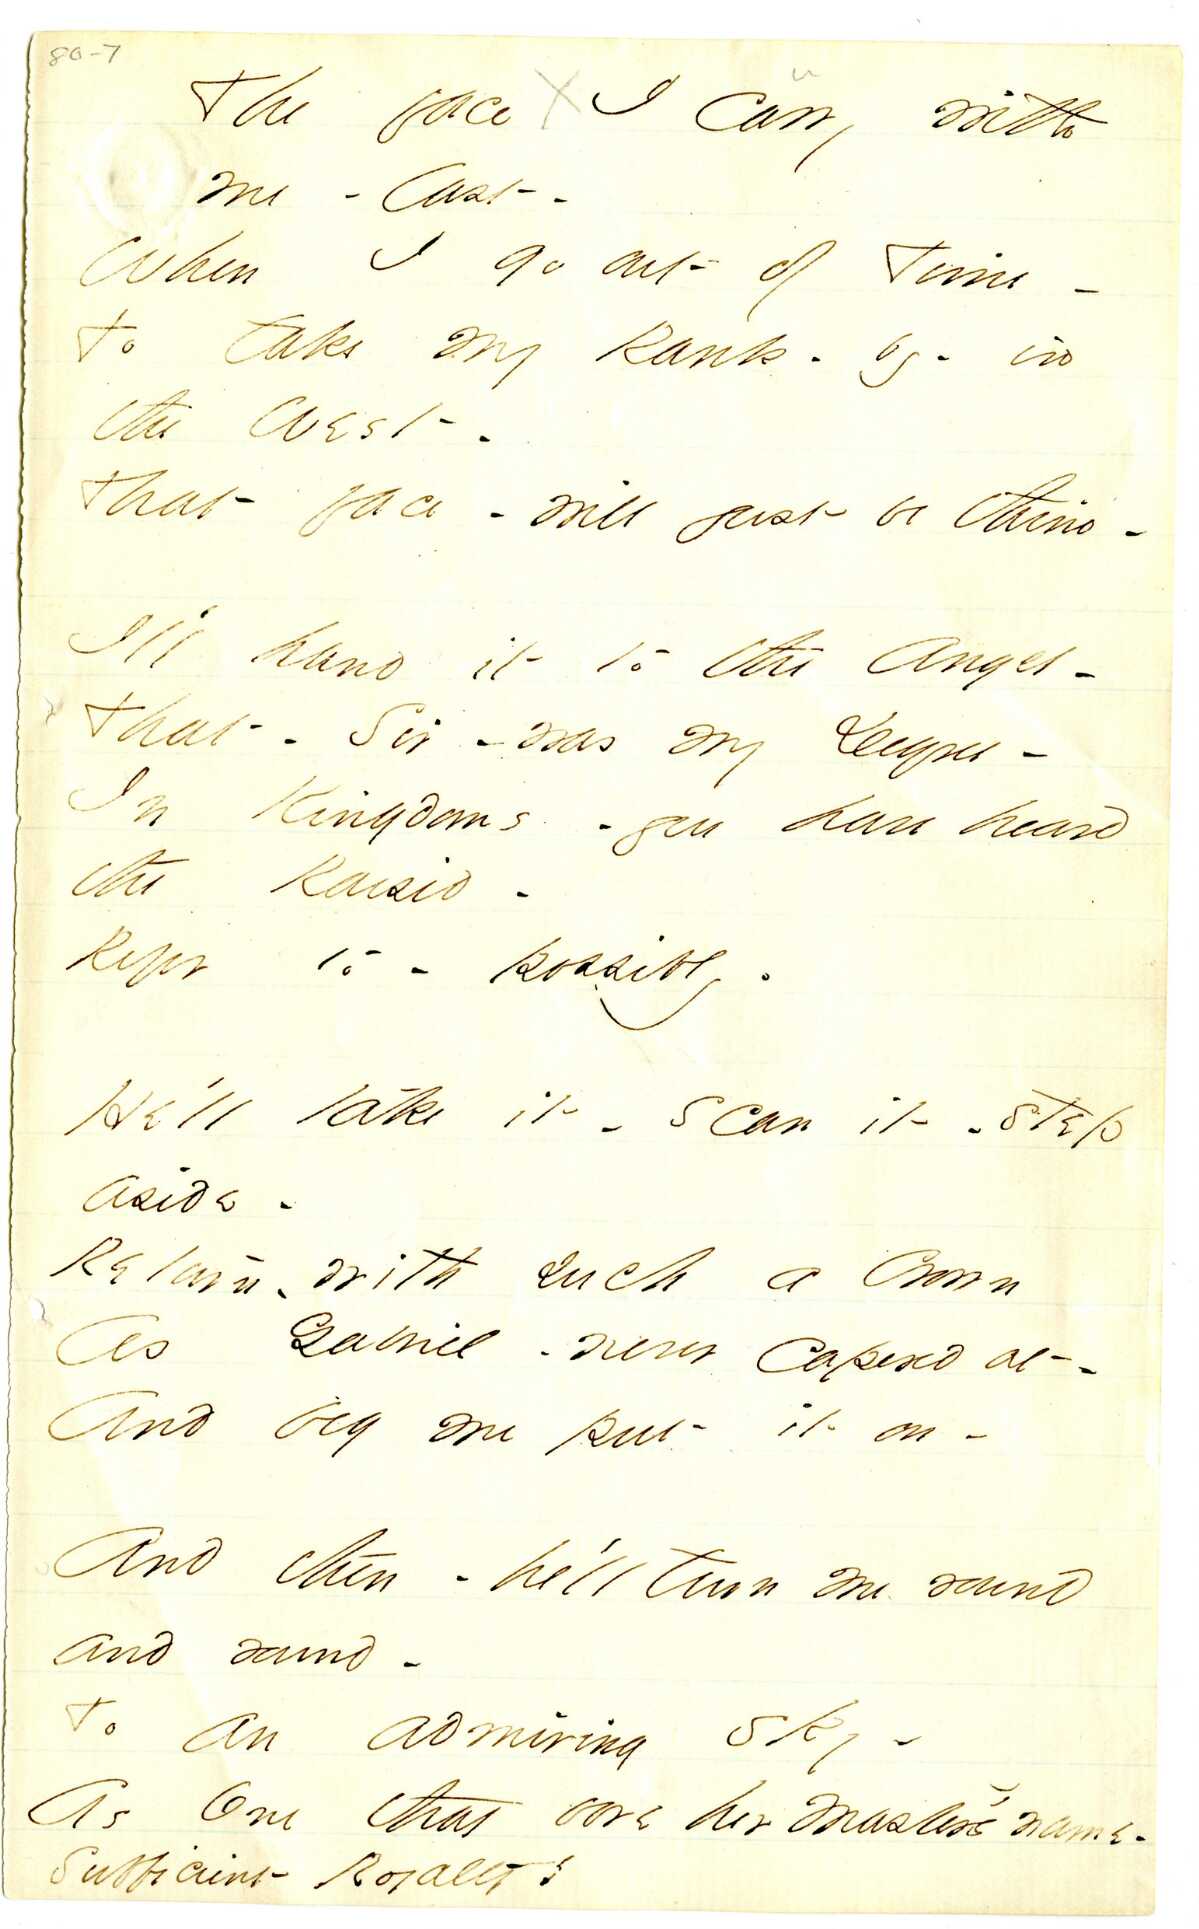 80-7
The face I carry with
me - last -
When I go out of Time -
To take my Rank - by - in
the West -
That face - will just be thine -
I'll hand it to the Angel -
That - Sir - was my Degree -
In Kingdoms - you have heard
the Raised -
Refer to - possibly.
He'll take it - scan it - step
aside -
Return - with such a Crown
As Gabriel - never capered at -
And beg me put it on -
And then - he'll turn me round
and round -
To an admiring sky -
As One that bore her Master's name -
Sufficient Royalty!